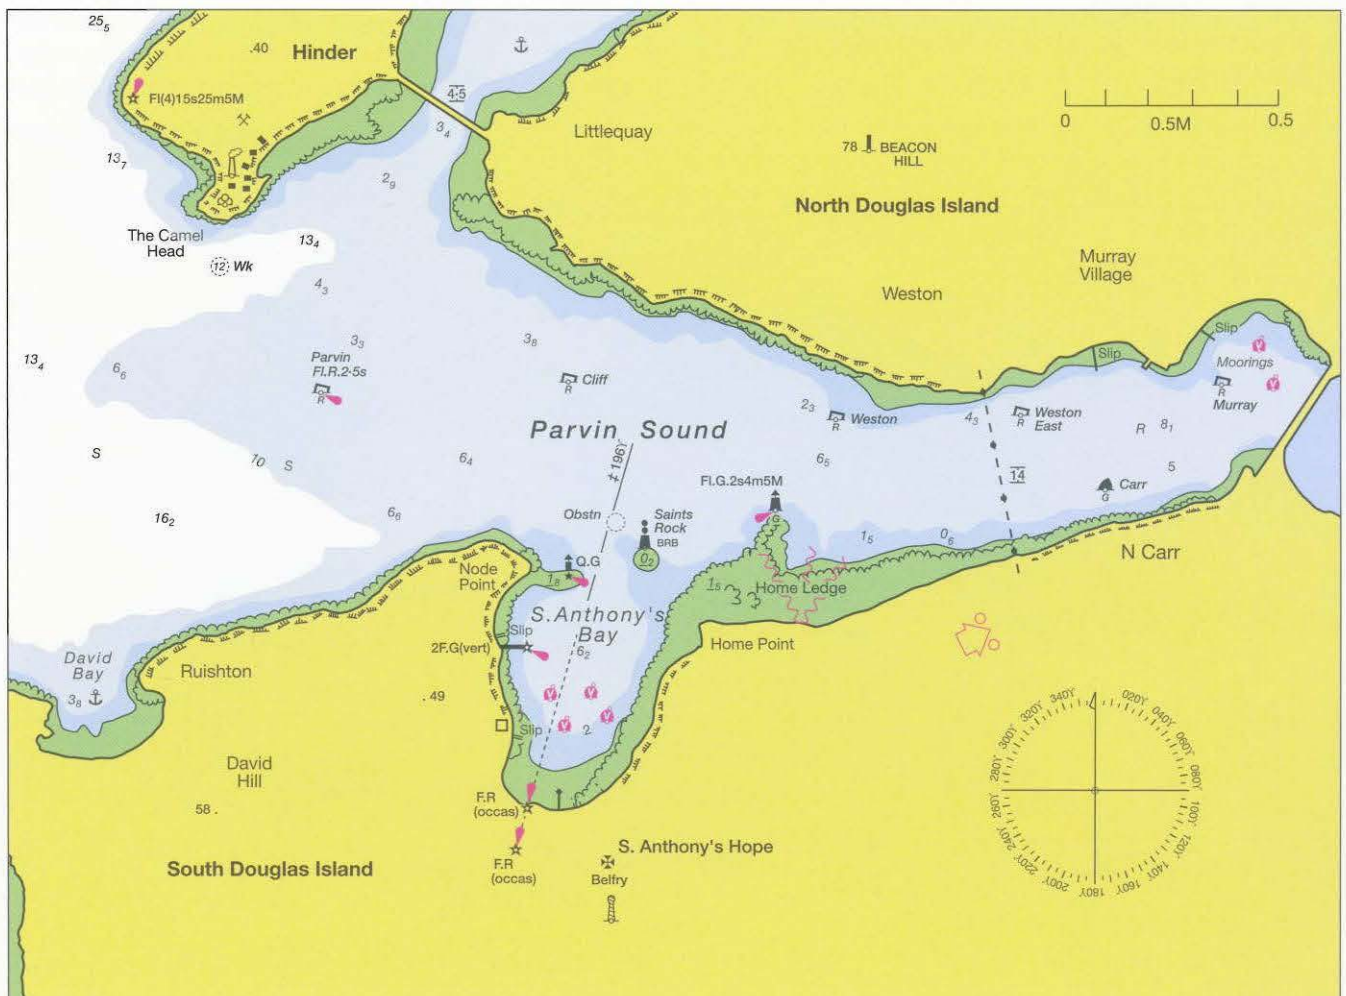 25₅
.40
Hinder
Fl(4)15s25m5M
4·5
3₄
Littlequay
0
0.5M
0.5
78
BEACON
HILL
North Douglas Island
13₇
2₉
The Camel
Head
13₄
12
Wk
4₃
Murray
Village
Weston
Slip
Slip
Moorings
13₄
6₆
3₃
3₈
Parvin
Fl.R.2·5s
R
Cliff
R
2₃
Weston
R
4₃
Weston
East
R
Murray
R
Parvin Sound
R
8₁
S
10
S
6₄
196
6₅
14
5
Carr
G
Fl.G.2s4m5M
G
16₂
6₆
Obstn
Saints
Rock
BRB
0₂
1₅
0₆
N Carr
Node
Point
Q.G
1₈
1₅
Home Ledge
S.Anthony's
Bay
Slip
2F.G(vert)
6₂
Home Point
David
Bay
3₈
Ruishton
.49
Slip
2
David
Hill
58 .
F.R
(occas)
F.R
(occas)
South Douglas Island
S. Anthony's Hope
Belfry
340°
020°
320°
040°
300°
060°
280°
080°
260°
100°
240°
120°
220°
140°
200°
160°
180°